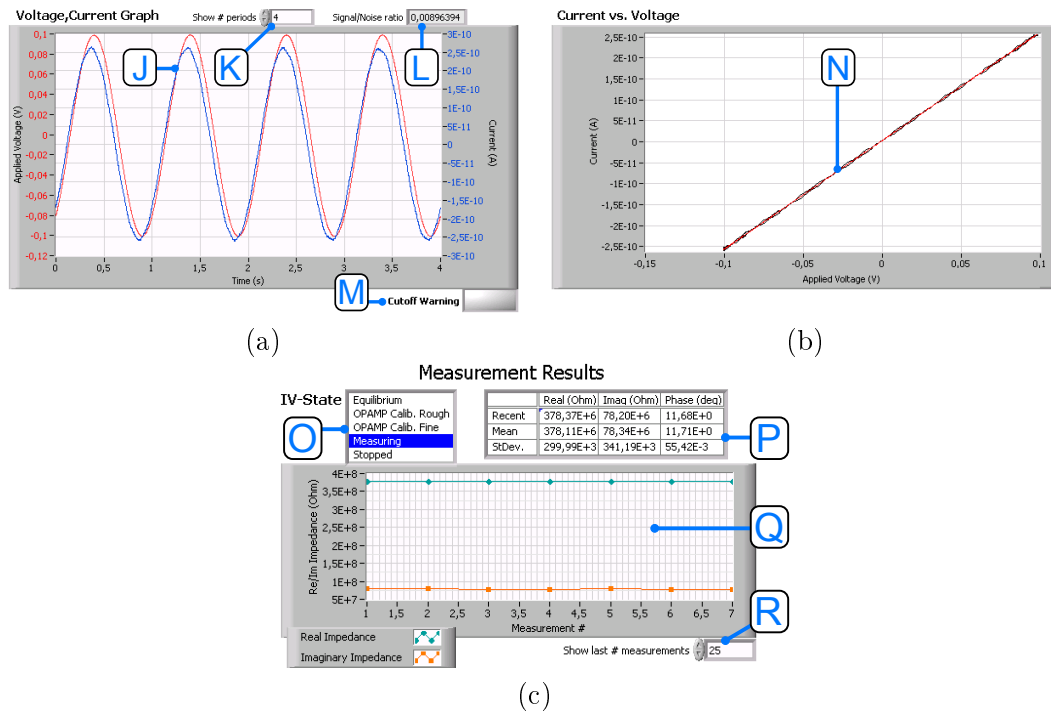 Voltage,Current Graph
Show # periods 4
Signal/Noise ratio 0,00896394
J
K
L
Applied Voltage (V)
0,1
0,08
0,06
0,04
0,02
0
-0,02
-0,04
-0,06
-0,08
-0,1
-0,12
3E-10
2,5E-10
2E-10
1,5E-10
1E-10
5E-11
0
-5E-11
-1E-10
-1,5E-10
-2E-10
-2,5E-10
-3E-10
Current (A)
0 0,5 1 1,5 2 2,5 3 3,5 4
Time (s)
M
Cutoff Warning
(a)
Current vs. Voltage
N
Current (A)
2,5E-10
2E-10
1,5E-10
1E-10
5E-11
0
-5E-11
-1E-10
-1,5E-10
-2E-10
-2,5E-10
-0,15 -0,1 -0,05 0 0,05 0,1
Applied Voltage (V)
(b)
Measurement Results
IV-State
Equilibrium
OPAMP Calib. Rough
OPAMP Calib. Fine
Measuring
Stopped
O
Real (Ohm) Imag (Ohm) Phase (deg)
Recent 378,37E+6 78,20E+6 11,68E+0
Mean 378,11E+6 78,34E+6 11,71E+0
StDev. 299,99E+3 341,19E+3 55,42E-3
P
Re/Im Impedance (Ohm)
4E+8
3,5E+8
3E+8
2,5E+8
2E+8
1,5E+8
1E+8
5E+7
Q
1 1,5 2 2,5 3 3,5 4 4,5 5 5,5 6 6,5 7
Measurement #
R
Real Impedance
Imaginary Impedance
Show last # measurements 25
(c)